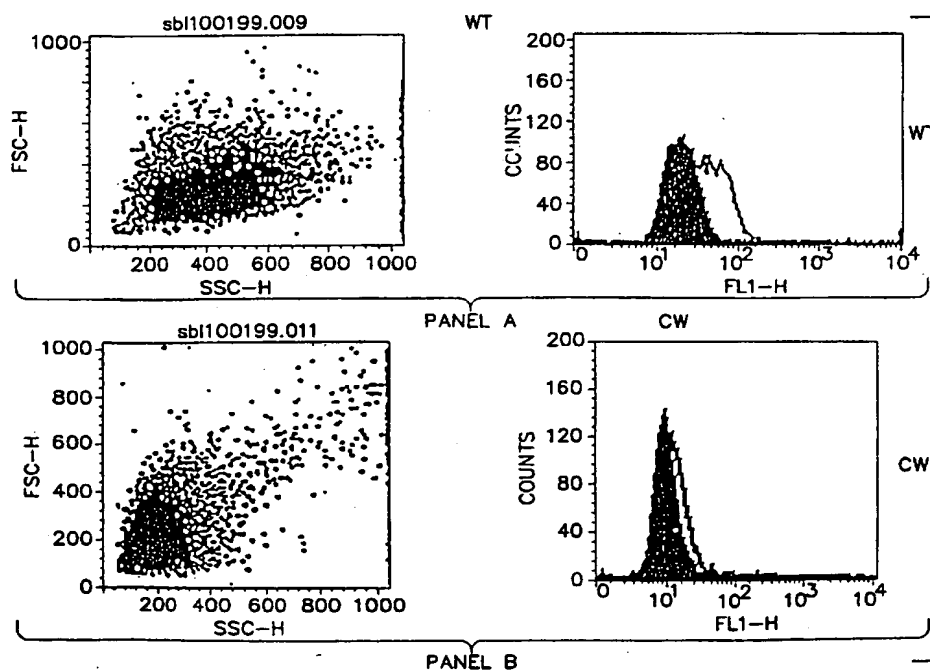 sbl100199.009
WT
FSC-H
1000
0
200 400 600 800 1000
SSC-H
COUNTS
200
160
120
80
40
0
0 10¹ 10² 10³ 10⁴
FL1-H
WT
PANEL A
sbl100199.011
CW
FSC-H
1000
800
600
400
200
0
200 400 600 800 1000
SSC-H
COUNTS
200
160
120
80
40
0
0 10¹ 10² 10³ 10⁴
FL1-H
CW
PANEL B